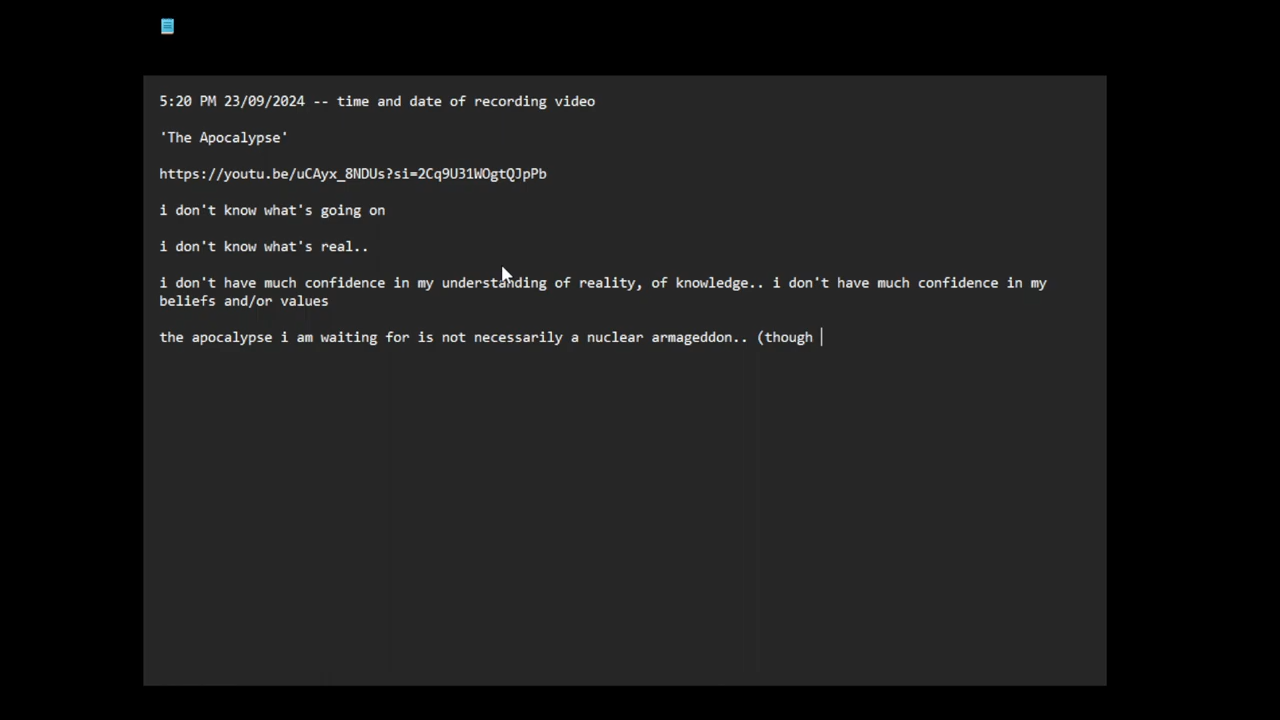 5:20 PM 23/09/2024 -- time and date of recording video
'The Apocalypse'
https://youtu.be/uCAyx_8NDUs?si=2Cq9U31WOgtQJpPb
i don't know what's going on
i don't know what's real..
i don't have much confidence in my understanding of reality, of knowledge.. i don't have much confidence in my
beliefs and/or values
the apocalypse i am waiting for is not necessarily a nuclear armageddon.. (though